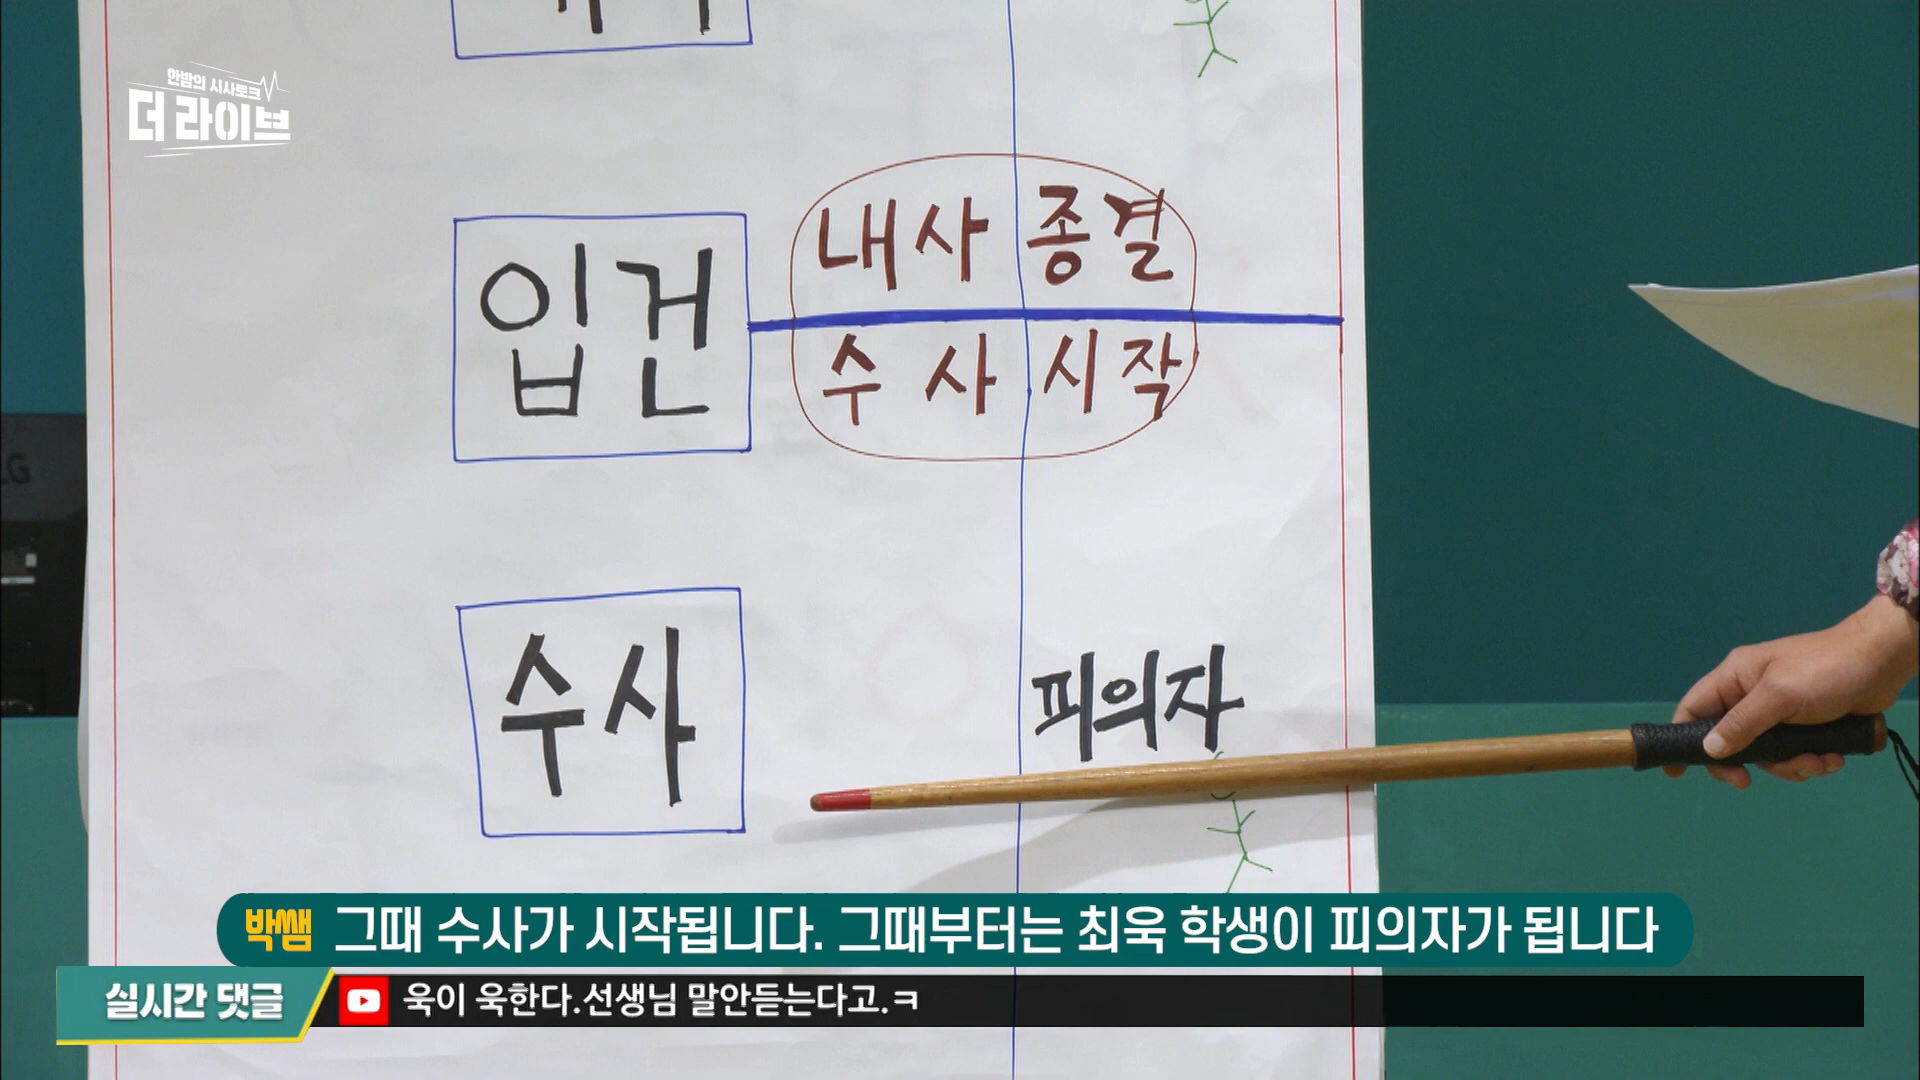 한밤의 시사토크
더 라이브
입건
내사 종결
수사 시작
LG
수사
피의자
박쌤 그때 수사가 시작됩니다. 그때부터는 최욱 학생이 피의자가 됩니다
실시간 댓글 욱이 욱한다.선생님 말안듣는다고.ㅋ